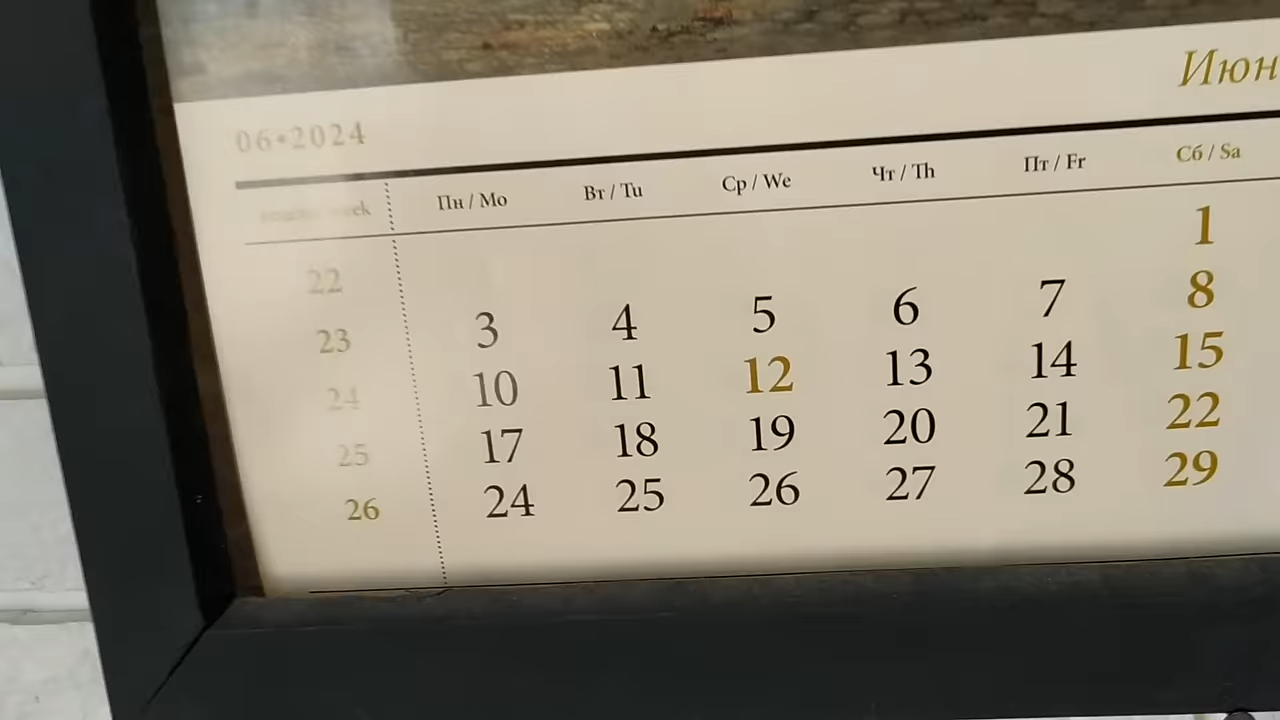 Июн
06•2024
Пн / Mo Вт / Tu Ср / We Чт / Th Пт / Fr Сб / Sa
22 1
23 3 4 5 6 7 8
24 10 11 12 13 14 15
25 17 18 19 20 21 22
26 24 25 26 27 28 29